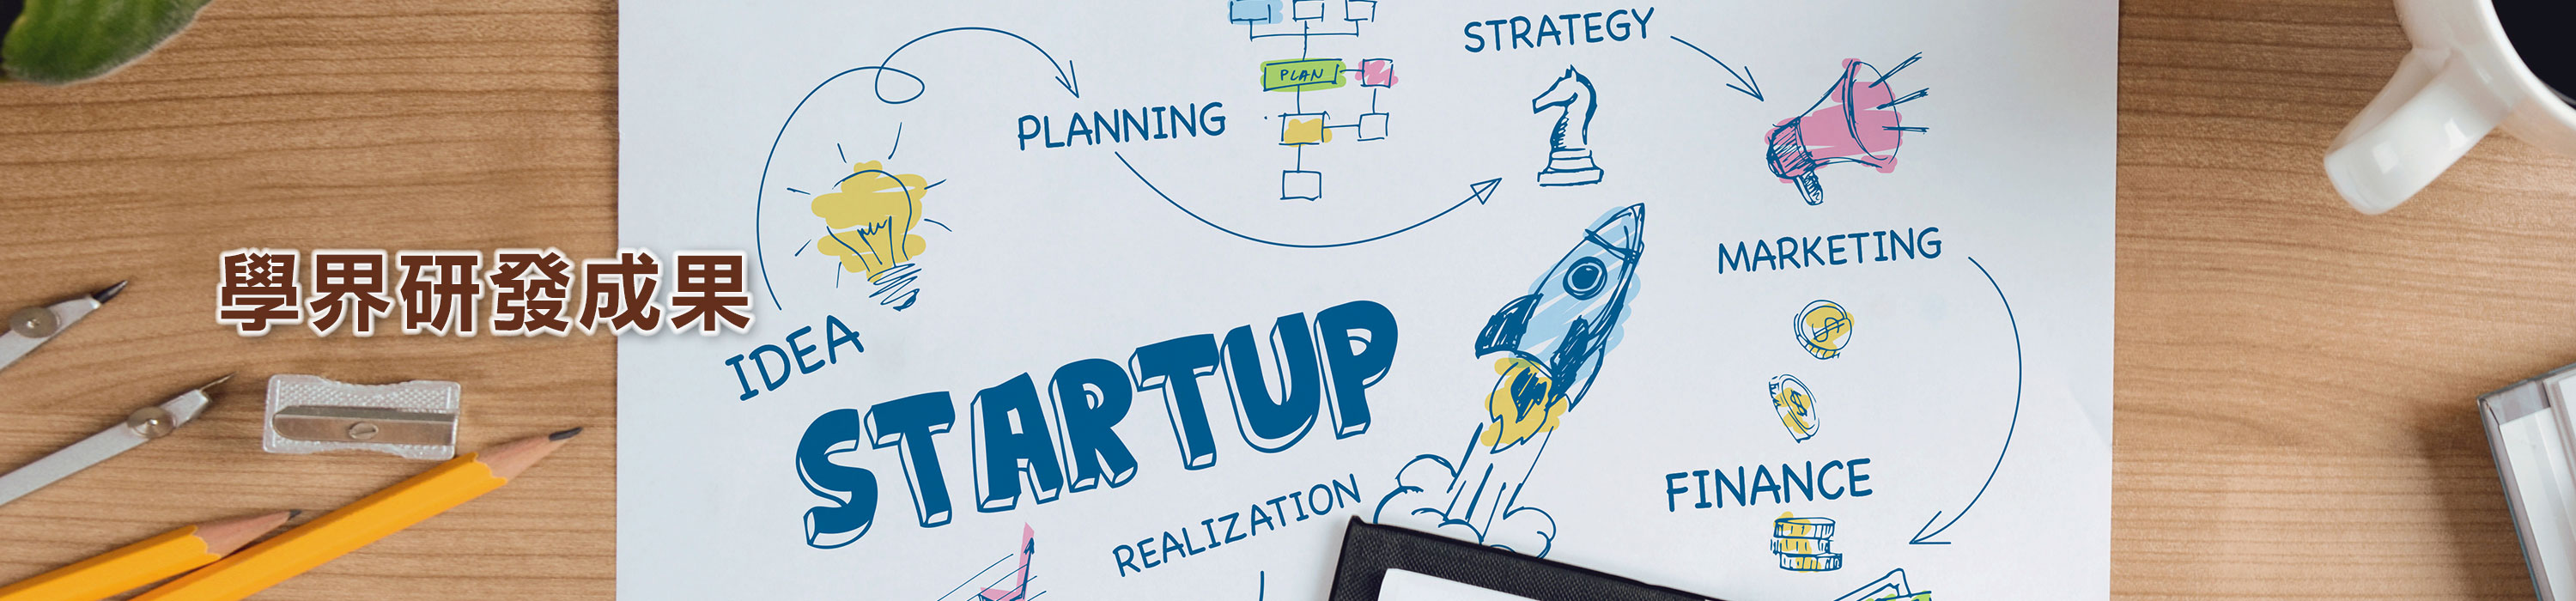 STRATEGY
PLAN
PLANNING
MARKETING
學界研發成果
IDEA
STARTUP
FINANCE
REALIZATION